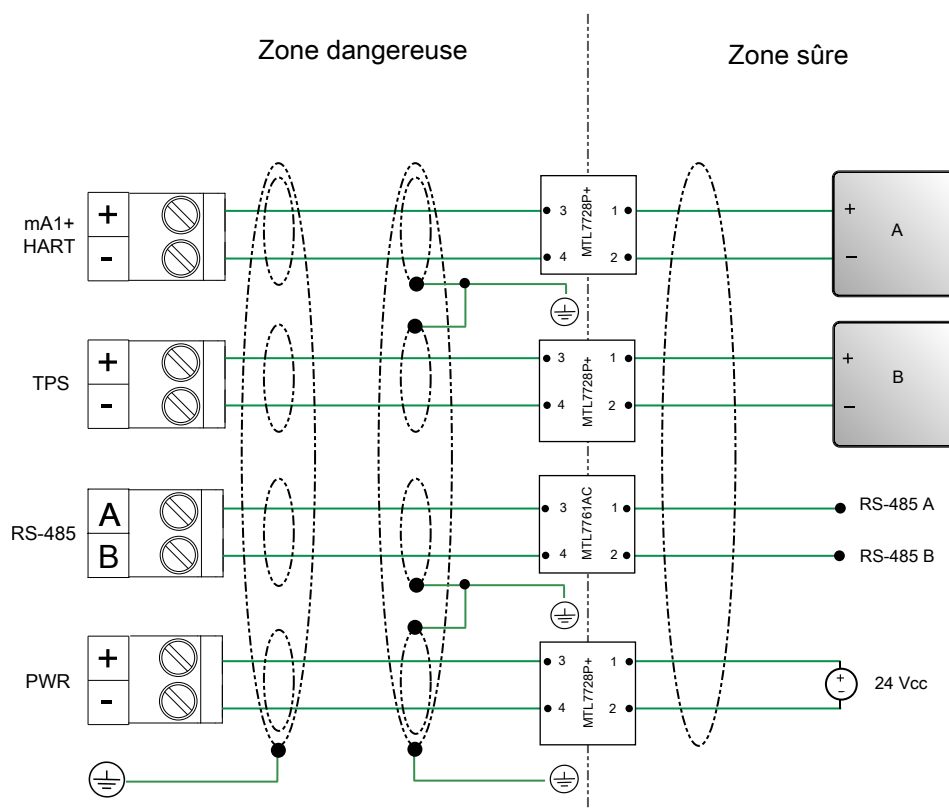 Zone dangereuse
Zone sûre
mA1+
HART
+
-
3
4
MTL7728P+
1
2
+
−
A
TPS
+
-
3
4
MTL7728P+
1
2
+
−
B
RS-485
A
B
3
4
MTL7761AC
1
2
RS-485 A
RS-485 B
PWR
+
-
3
4
MTL7728P+
1
2
+
−
24 Vcc